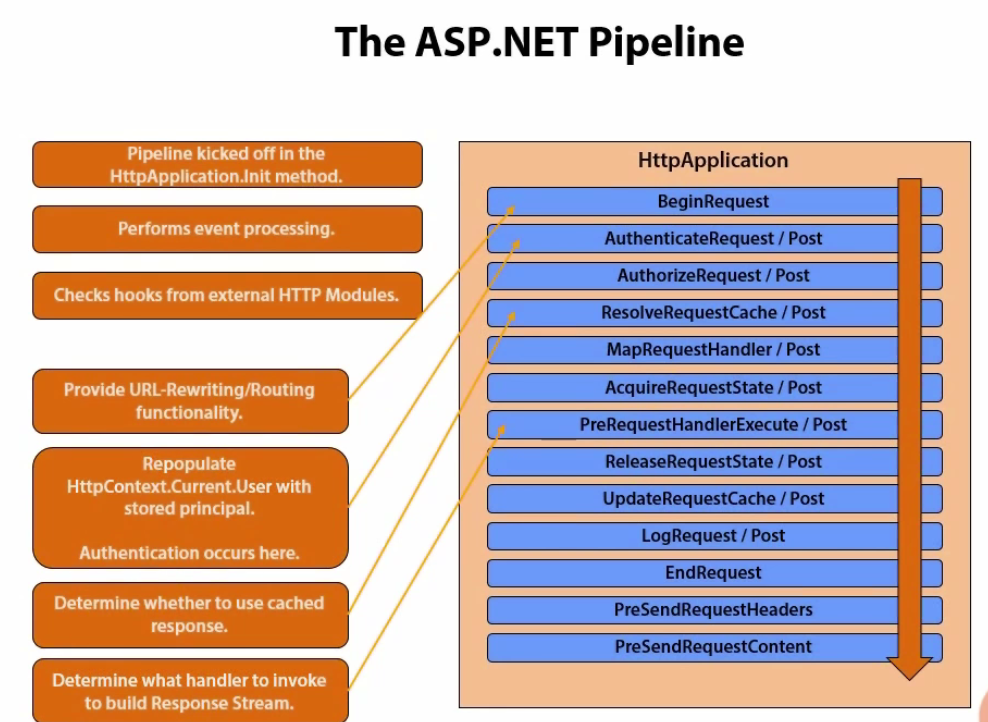 The ASP.NET Pipeline
Pipeline kicked off in the
HttpApplication.Init method.
Performs event processing.
Checks hooks from external HTTP Modules.
Provide URL-Rewriting/Routing
functionality.
Repopulate
HttpContext.Current.User with
stored principal.
Authentication occurs here.
Determine whether to use cached
response.
Determine what handler to invoke
to build Response Stream.
HttpApplication
BeginRequest
AuthenticateRequest / Post
AuthorizeRequest / Post
ResolveRequestCache / Post
MapRequestHandler / Post
AcquireRequestState / Post
PreRequestHandlerExecute / Post
ReleaseRequestState / Post
UpdateRequestCache / Post
LogRequest / Post
EndRequest
PreSendRequestHeaders
PreSendRequestContent